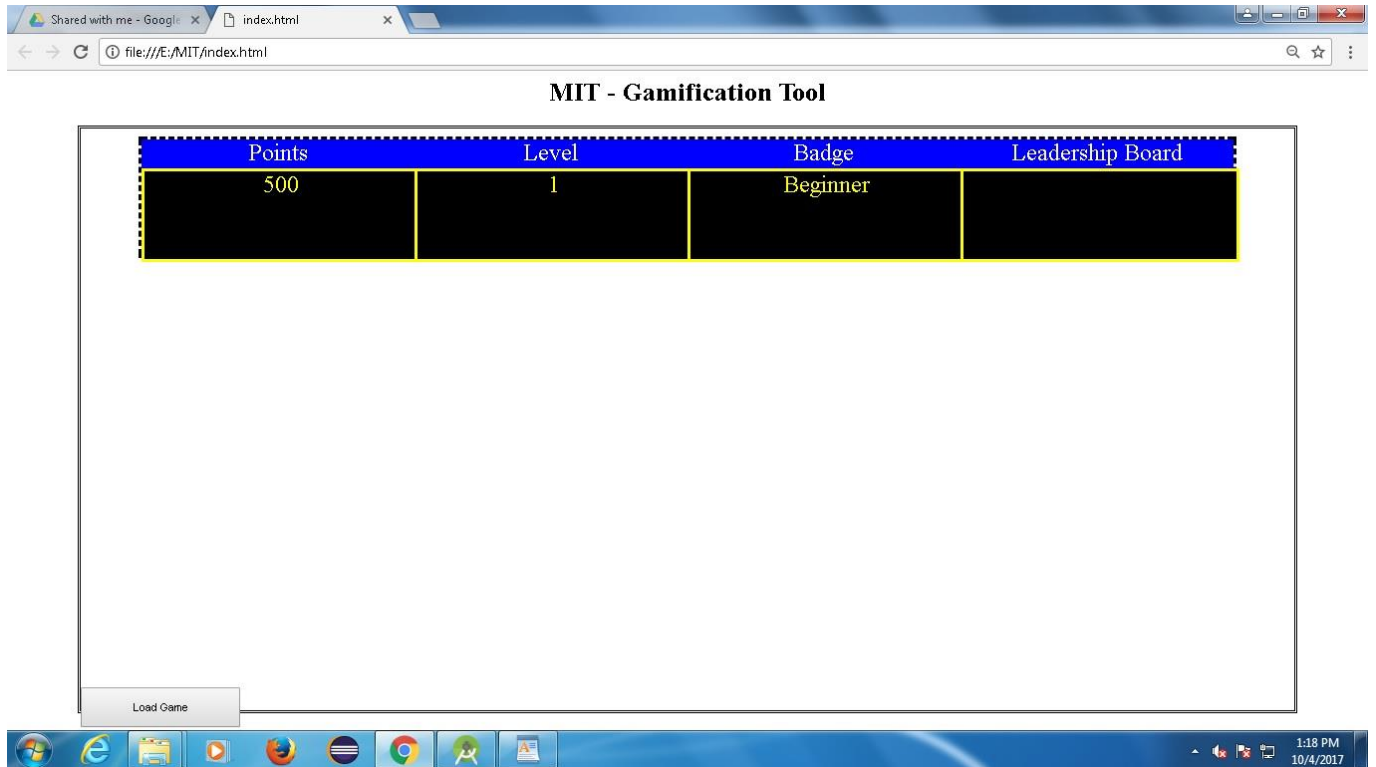 Shared with me - Google
index.html
file:///E:/MIT/index.html
MIT - Gamification Tool
Points Level Badge Leadership Board
500 1 Beginner
Load Game
1:18 PM
10/4/2017